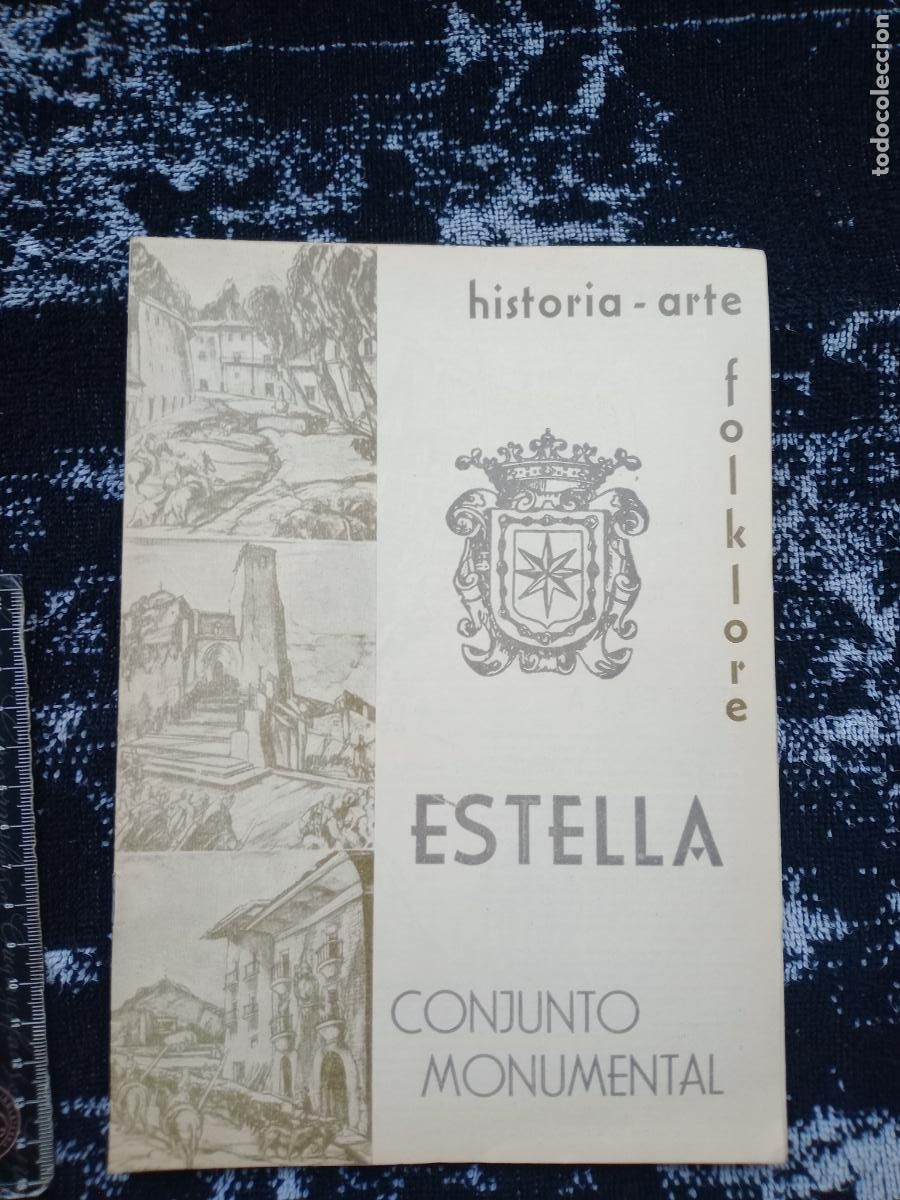 todocoleccion
historia - arte
folklore
ESTELLA
CONJUNTO
MONUMENTAL